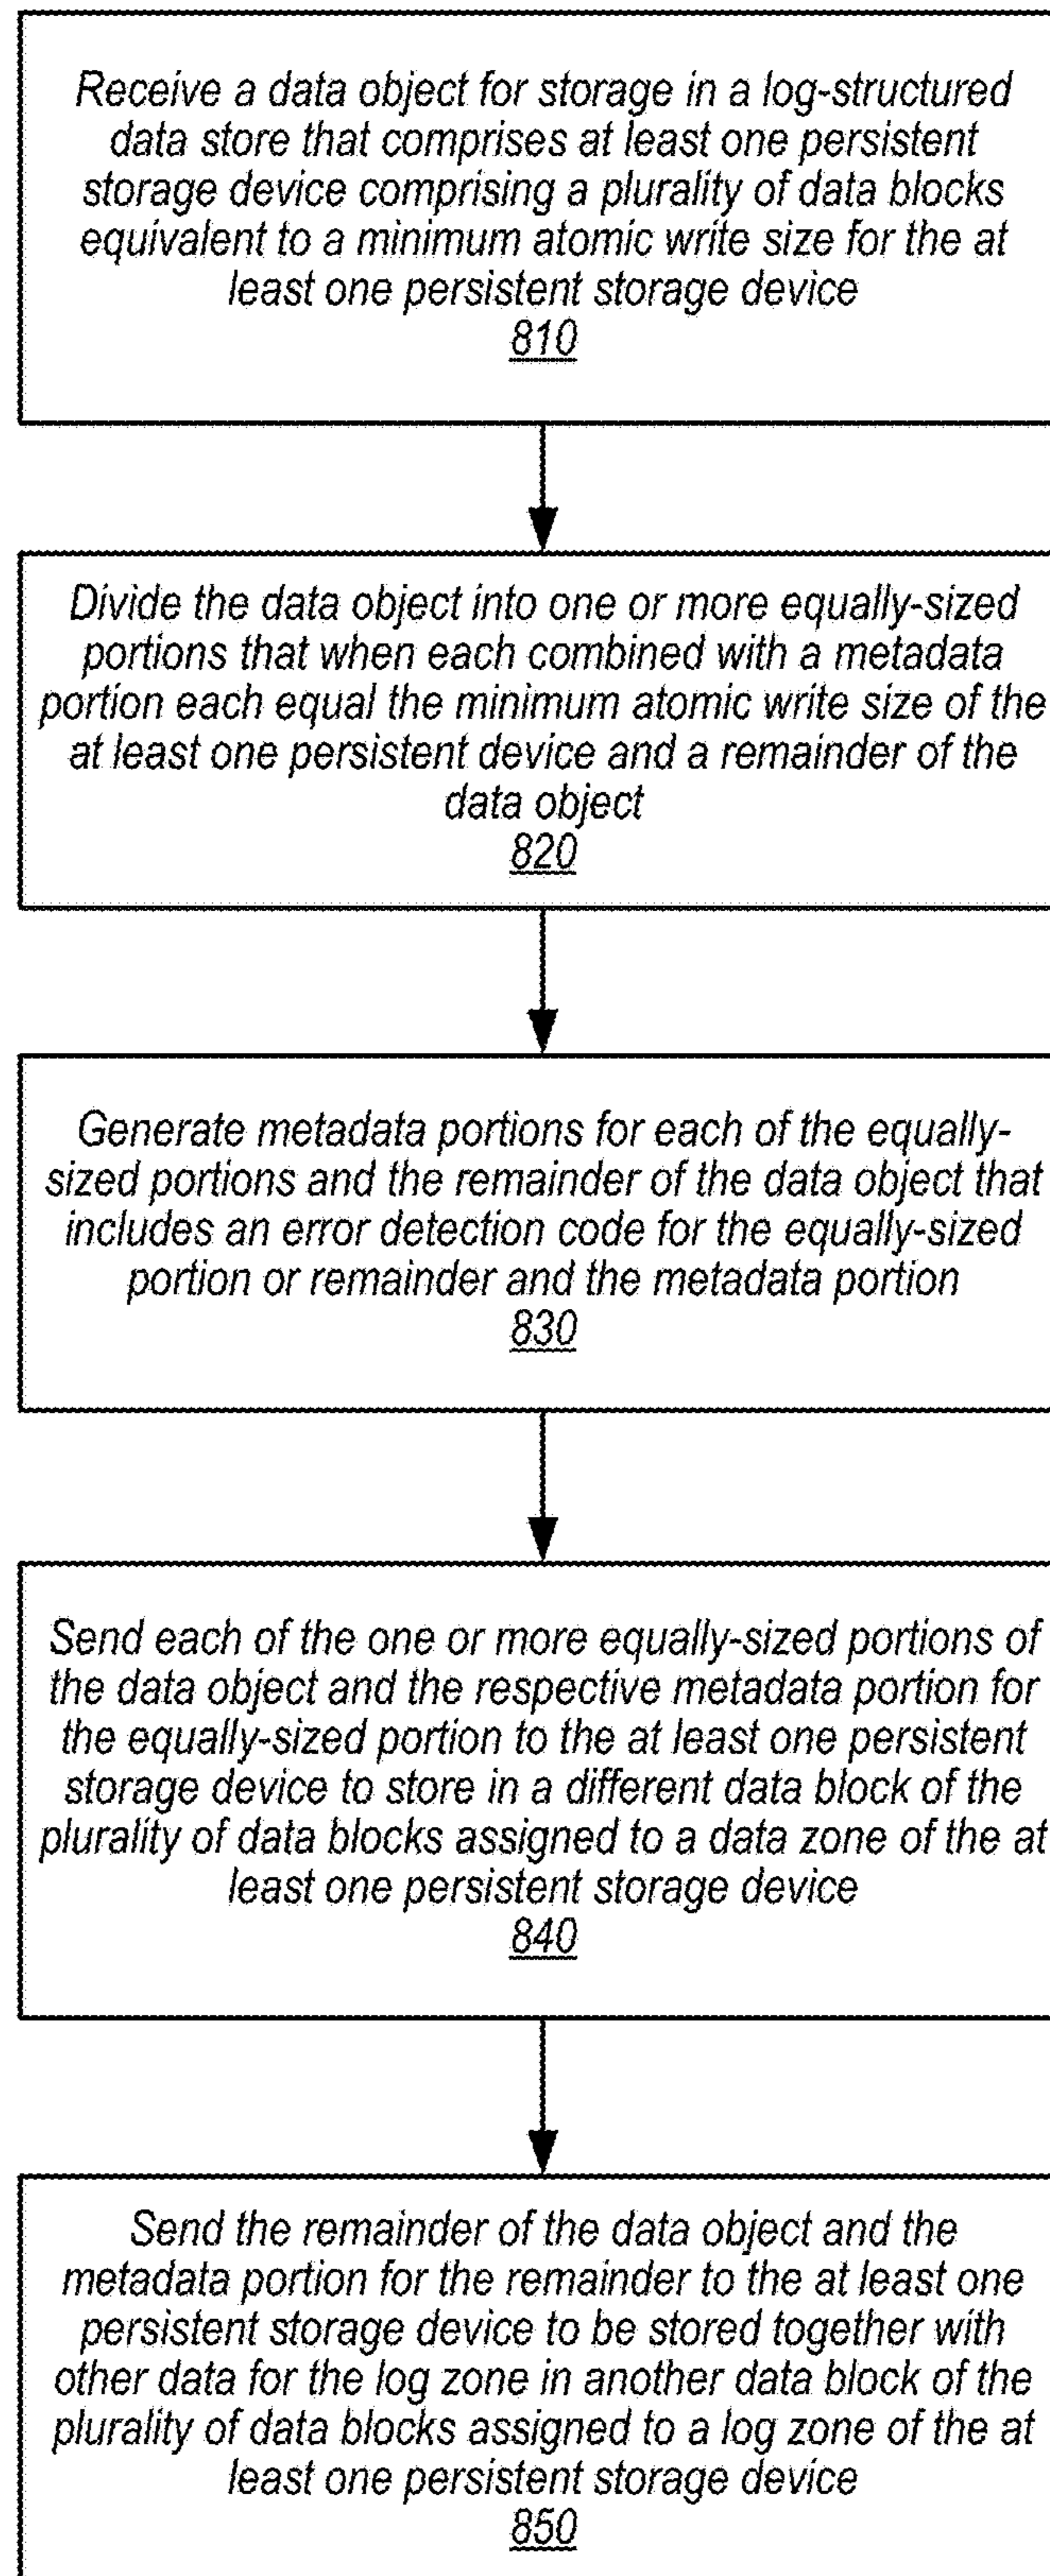 Receive a data object for storage in a log-structured
data store that comprises at least one persistent
storage device comprising a plurality of data blocks
equivalent to a minimum atomic write size for the at
least one persistent storage device
810
Divide the data object into one or more equally-sized
portions that when each combined with a metadata
portion each equal the minimum atomic write size of the
at least one persistent device and a remainder of the
data object
820
Generate metadata portions for each of the equally-
sized portions and the remainder of the data object that
includes an error detection code for the equally-sized
portion or remainder and the metadata portion
830
Send each of the one or more equally-sized portions of
the data object and the respective metadata portion for
the equally-sized portion to the at least one persistent
storage device to store in a different data block of the
plurality of data blocks assigned to a data zone of the at
least one persistent storage device
840
Send the remainder of the data object and the
metadata portion for the remainder to the at least one
persistent storage device to be stored together with
other data for the log zone in another data block of the
plurality of data blocks assigned to a log zone of the at
least one persistent storage device
850